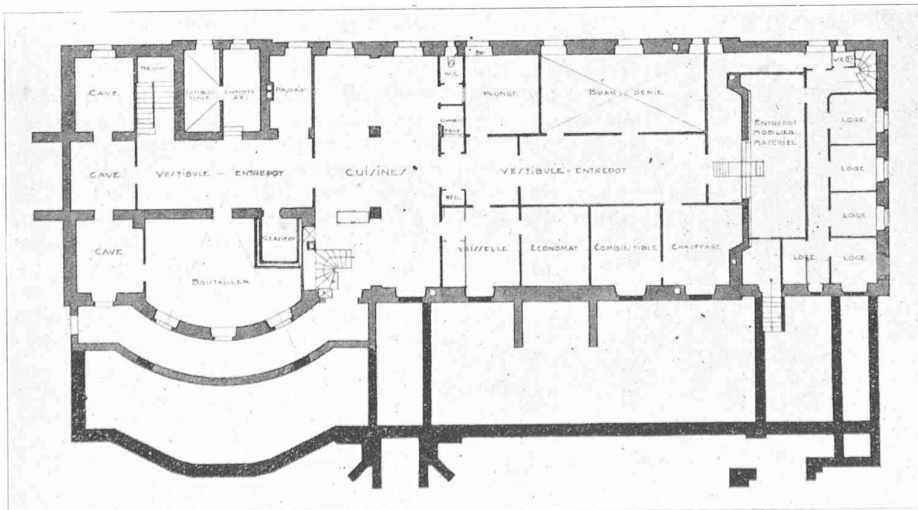 CAVE
PASSAGE
W.C.
PLONGE
BUANDERIE
W.C.
ENTREPOT
MOBILIER
MATERIEL
LOGE
CAVE
VESTIBULE - ENTREPOT
CUISINES
VESTIBULE - ENTREPOT
LOGE
LOGE
CAVE
BOUTEILLER
VAISSELLE
ECONOMAT
COMBUSTIBLE
CHAUFFAGE
LOGE
LOGE